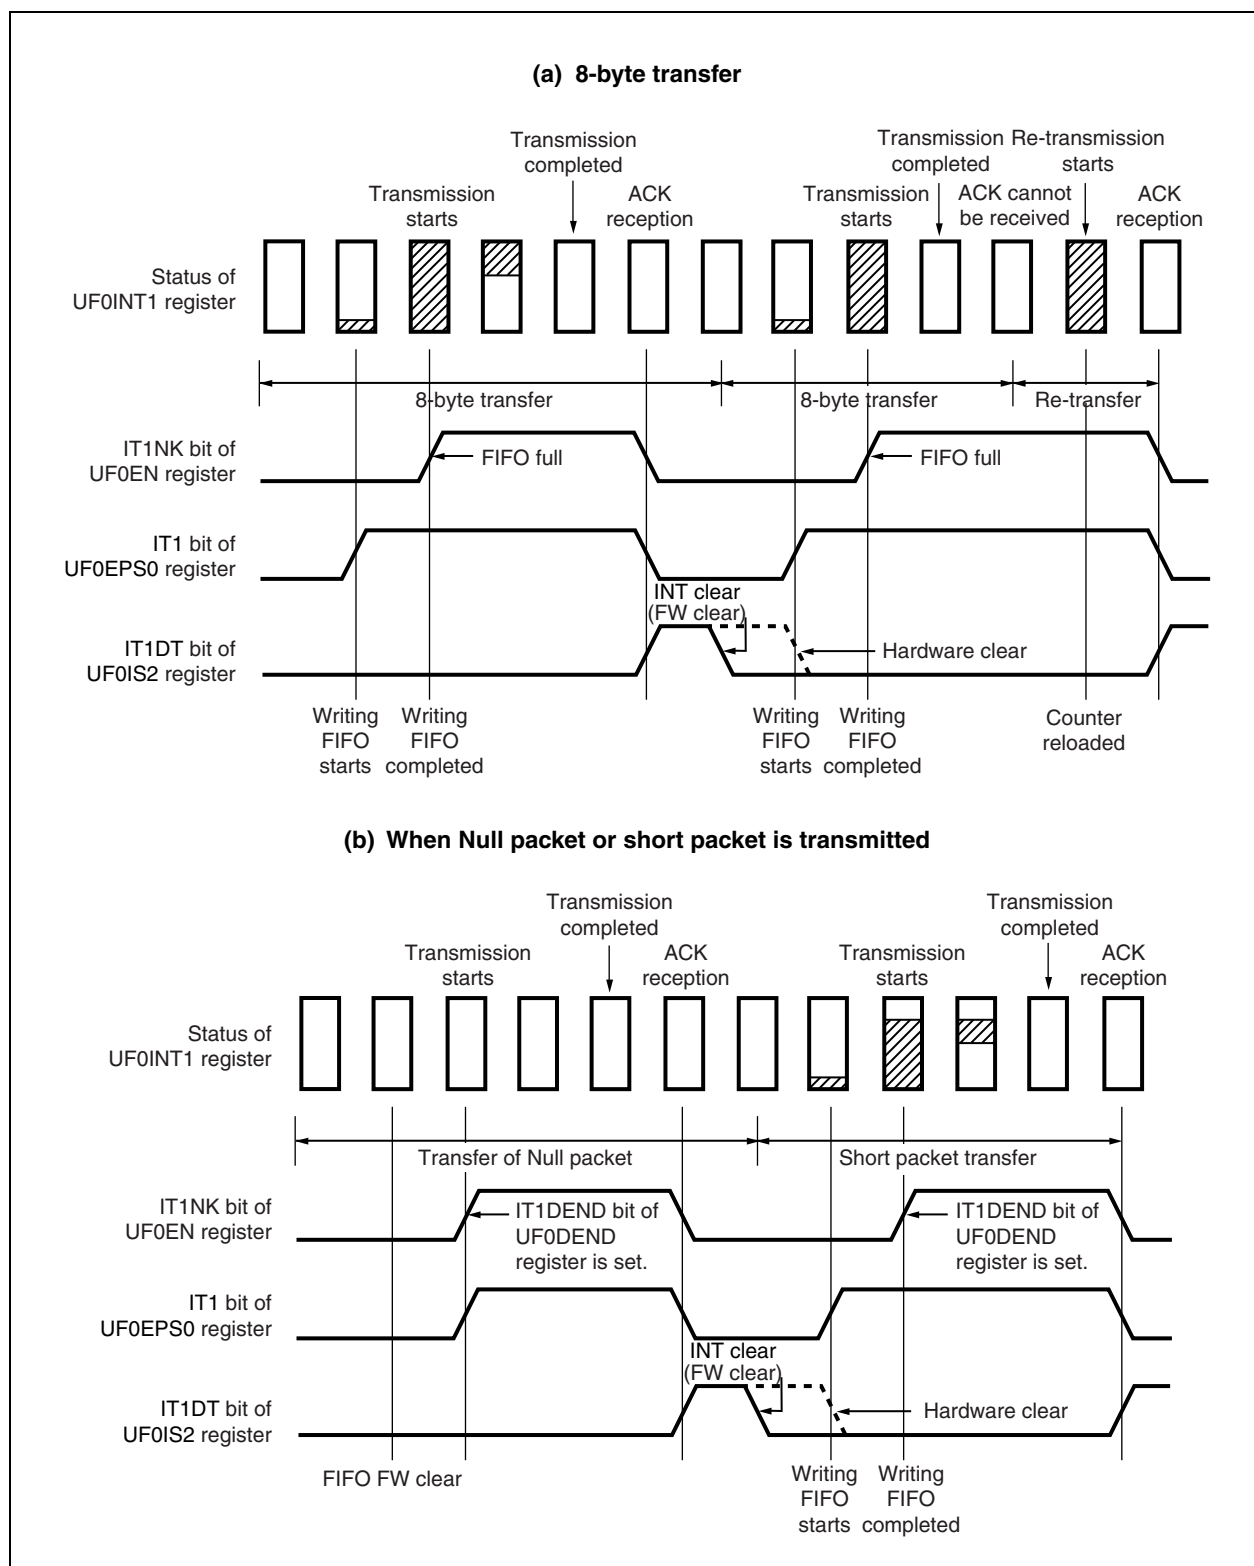 (a) 8-byte transfer
Transmission
completed
Transmission
completed
Re-transmission
starts
Transmission
starts
ACK
reception
Transmission
starts
ACK cannot
be received
ACK
reception
Status of
UF0INT1 register
8-byte transfer
8-byte transfer
Re-transfer
IT1NK bit of
UF0EN register
FIFO full
FIFO full
IT1 bit of
UF0EPS0 register
INT clear
(FW clear)
IT1DT bit of
UF0IS2 register
Hardware clear
Writing
FIFO
starts
Writing
FIFO
completed
Writing
FIFO
starts
Writing
FIFO
completed
Counter
reloaded
(b) When Null packet or short packet is transmitted
Transmission
completed
Transmission
completed
Transmission
starts
ACK
reception
Transmission
starts
ACK
reception
Status of
UF0INT1 register
Transfer of Null packet
Short packet transfer
IT1NK bit of
UF0EN register
IT1DEND bit of
UF0DEND
register is set.
IT1DEND bit of
UF0DEND
register is set.
IT1 bit of
UF0EPS0 register
INT clear
(FW clear)
IT1DT bit of
UF0IS2 register
Hardware clear
FIFO FW clear
Writing
FIFO
starts
Writing
FIFO
completed